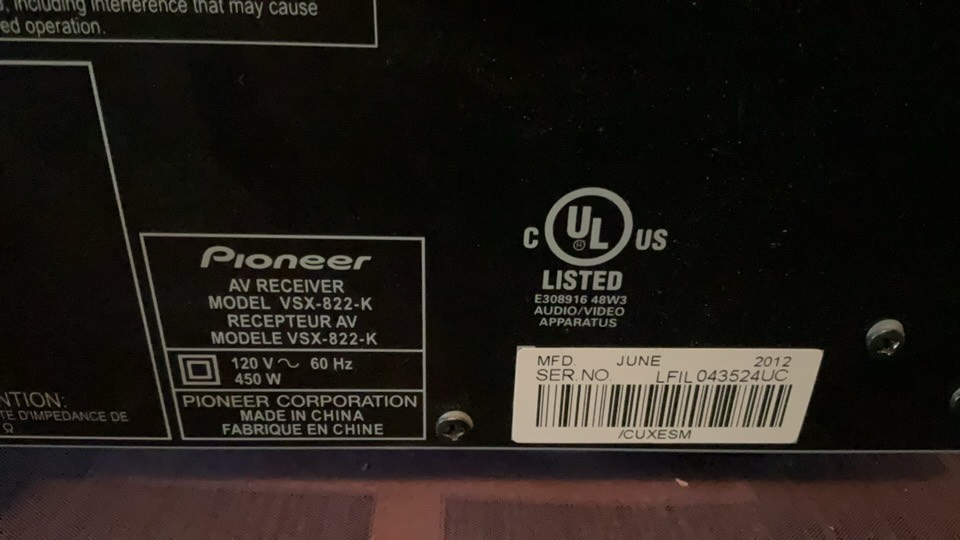 including interference that may cause
ed operation.
Pioneer
AV RECEIVER
MODEL VSX-822-K
RECEPTEUR AV
MODELE VSX-822-K
120 V ~ 60 Hz
450 W
PIONEER CORPORATION
MADE IN CHINA
FABRIQUE EN CHINE
NTION:
TE D'IMPEDANCE DE
Ω
C UL ® US
LISTED
E308916 48W3
AUDIO/VIDEO
APPARATUS
MFD. JUNE 2012
SER. NO. LFIL043524UC
/CUXESM